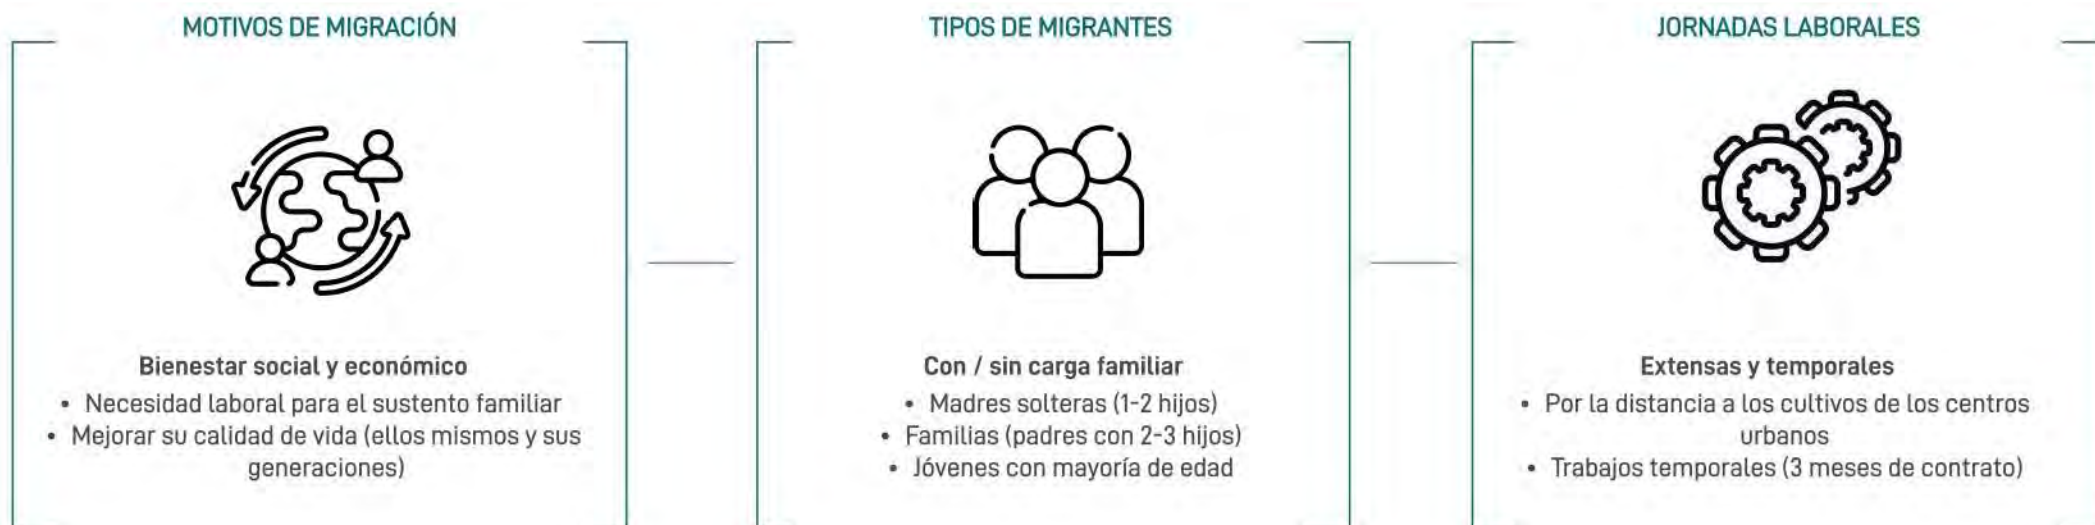 MOTIVOS DE MIGRACIÓN
Bienestar social y económico
• Necesidad laboral para el sustento familiar
• Mejorar su calidad de vida (ellos mismos y sus
generaciones)
TIPOS DE MIGRANTES
Con / sin carga familiar
• Madres solteras (1-2 hijos)
• Familias (padres con 2-3 hijos)
• Jóvenes con mayoría de edad
JORNADAS LABORALES
Extensas y temporales
• Por la distancia a los cultivos de los centros
urbanos
• Trabajos temporales (3 meses de contrato)